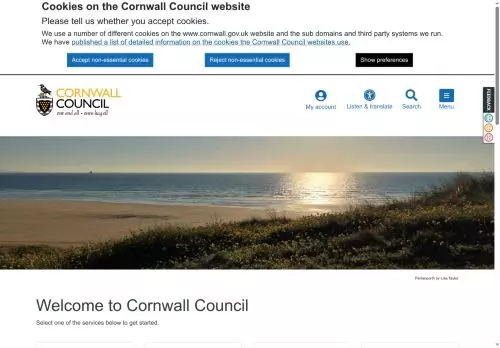 Cookies on the Cornwall Council website
Please tell us whether you accept cookies.
We use a number of different cookies on the www.cornwall.gov.uk website and the sub domains and third party systems we run.
We have published a list of detailed information on the cookies the Cornwall Council websites use.
Accept non-essential cookies
Reject non-essential cookies
Show preferences
CORNWALL
COUNCIL
one and all • onen hag oll
My account
Listen & translate
Search
Menu
FEEDBACK
Perranporth by Lisa Taylor
Welcome to Cornwall Council
Select one of the services below to get started.